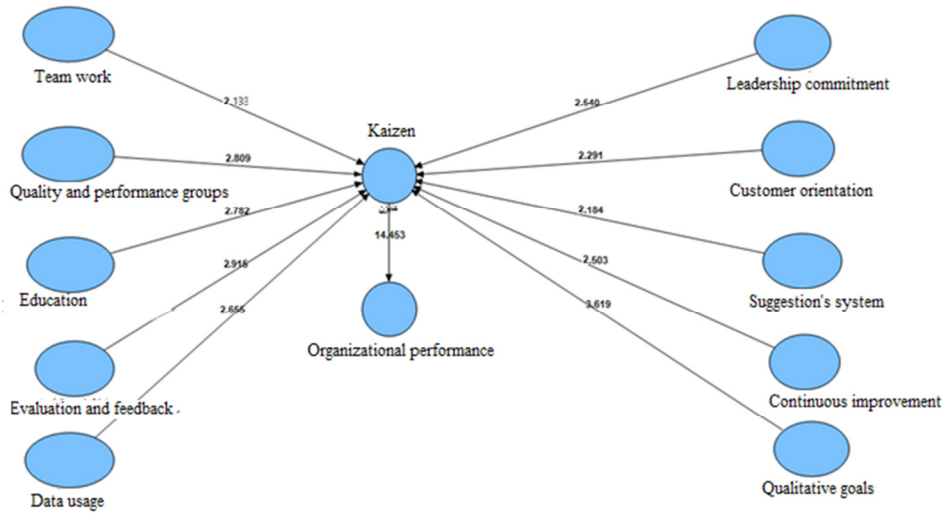 Team work
Leadership commitment
2.133
2.540
Kaizen
Quality and performance groups
2.809
2.291
Customer orientation
2.782
2.184
Education
14.453
Suggestion's system
2.915
2.503
2.655
3.619
Organizational performance
Evaluation and feedback
Continuous improvement
Data usage
Qualitative goals